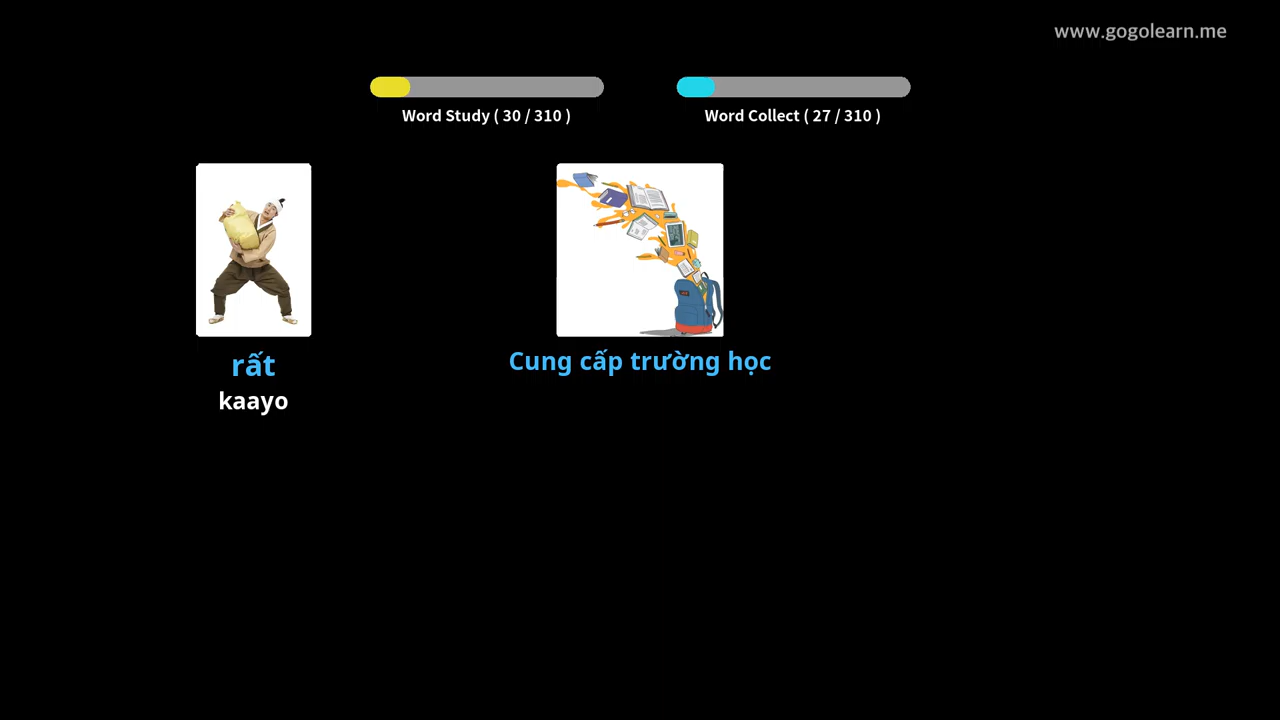 www.gogolearn.me
Word Study ( 30 / 310 )
Word Collect ( 27 / 310 )
rất
kaayo
Cung cấp trường học